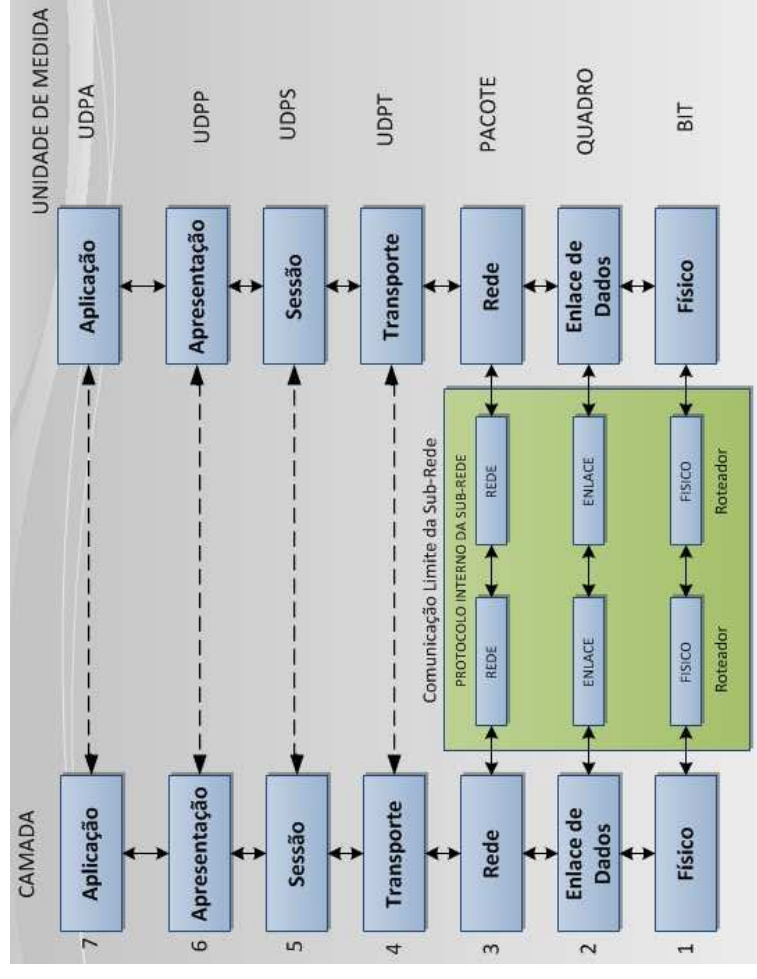 CAMADA
UNIDADE DE MEDIDA
7
Aplicação
Aplicação
UDPA
6
Apresentação
Apresentação
UDPP
5
Sessão
Sessão
UDPS
4
Transporte
Transporte
UDPT
Comunicação Limite da Sub-Rede
PROTOCOLO INTERNO DA SUB-REDE
3
Rede
REDE
REDE
Rede
PACOTE
2
Enlace de
Dados
ENLACE
ENLACE
Enlace de
Dados
QUADRO
1
Físico
FISICO
FISICO
Físico
BIT
Roteador
Roteador